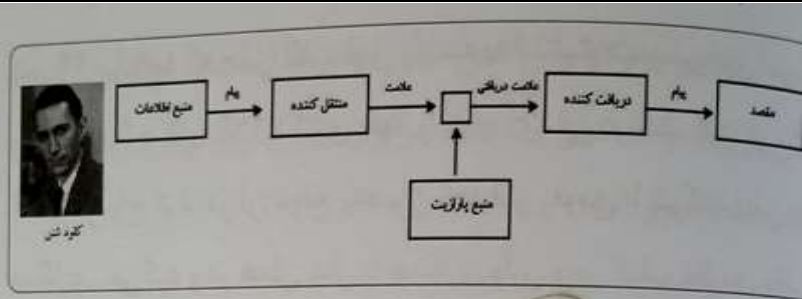 منبع اطلاعات
پیام
منتقل کننده
علامت
علامت دریافتی
دریافت کننده
پیام
مقصد
منبع پارازیت
کلود شنن